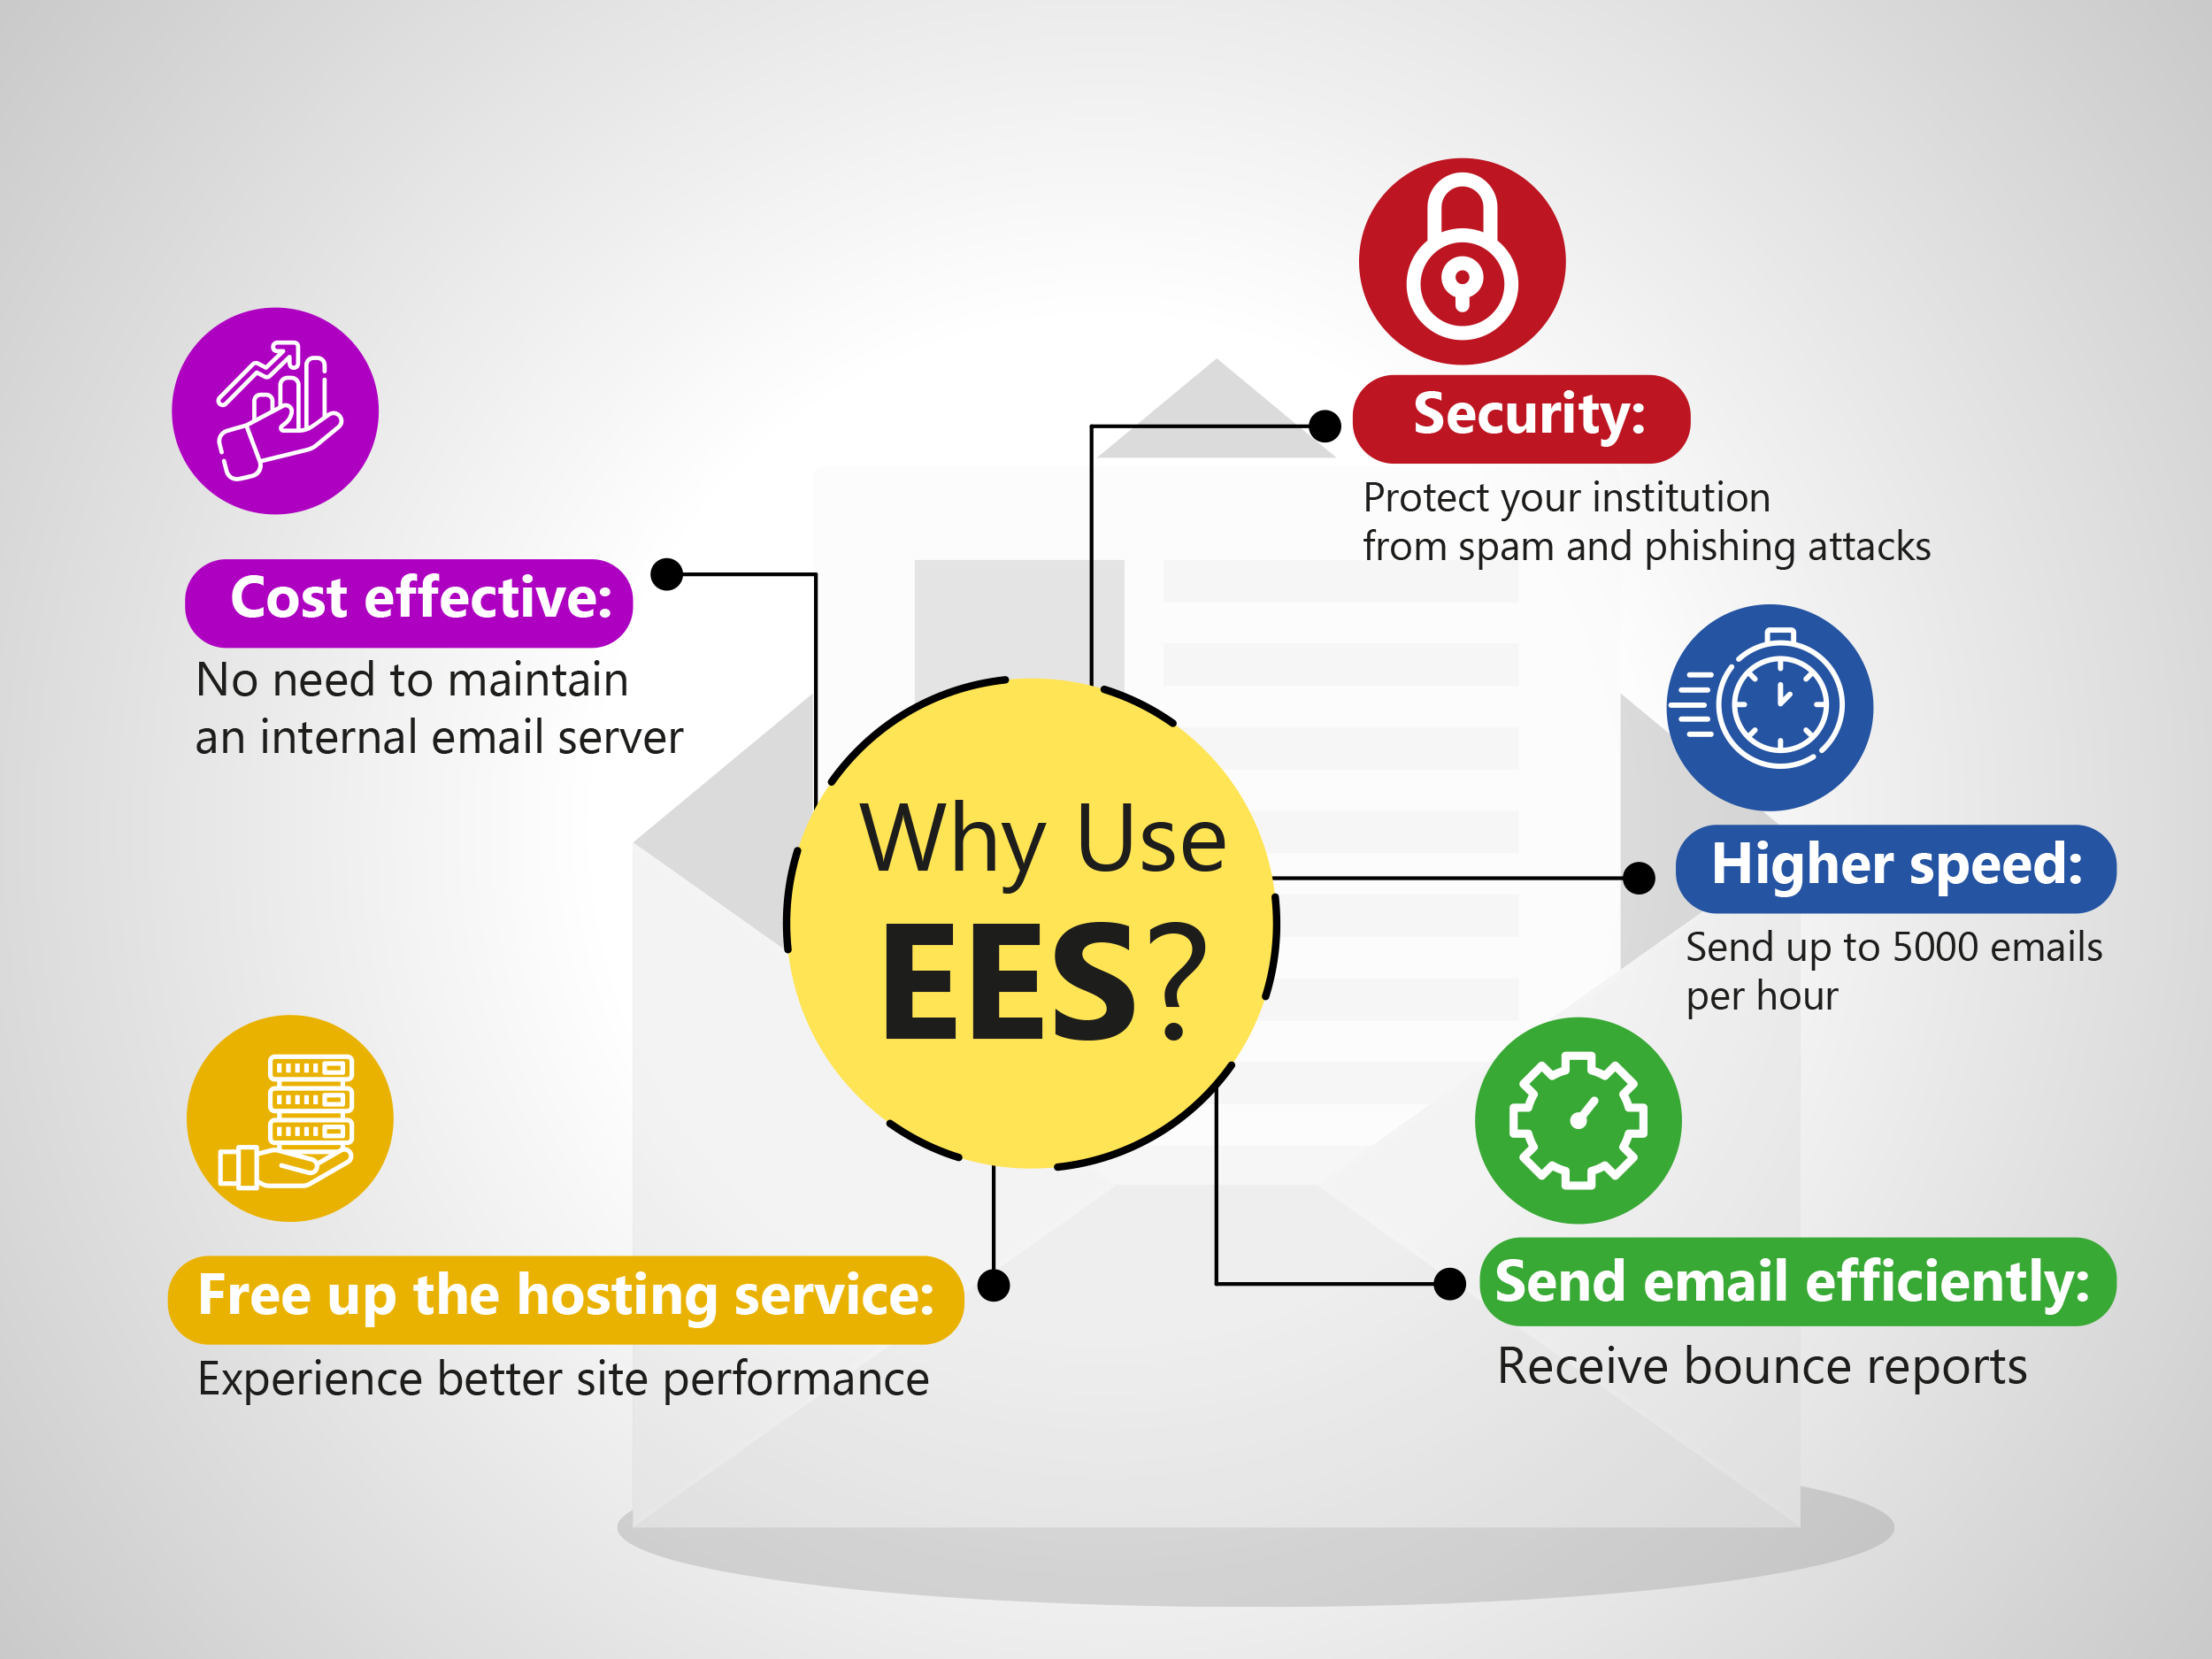 Why Use
EES?
Security:
Protect your institution
from spam and phishing attacks
Cost effective:
No need to maintain
an internal email server
Higher speed:
Send up to 5000 emails
per hour
Free up the hosting service:
Experience better site performance
Send email efficiently:
Receive bounce reports